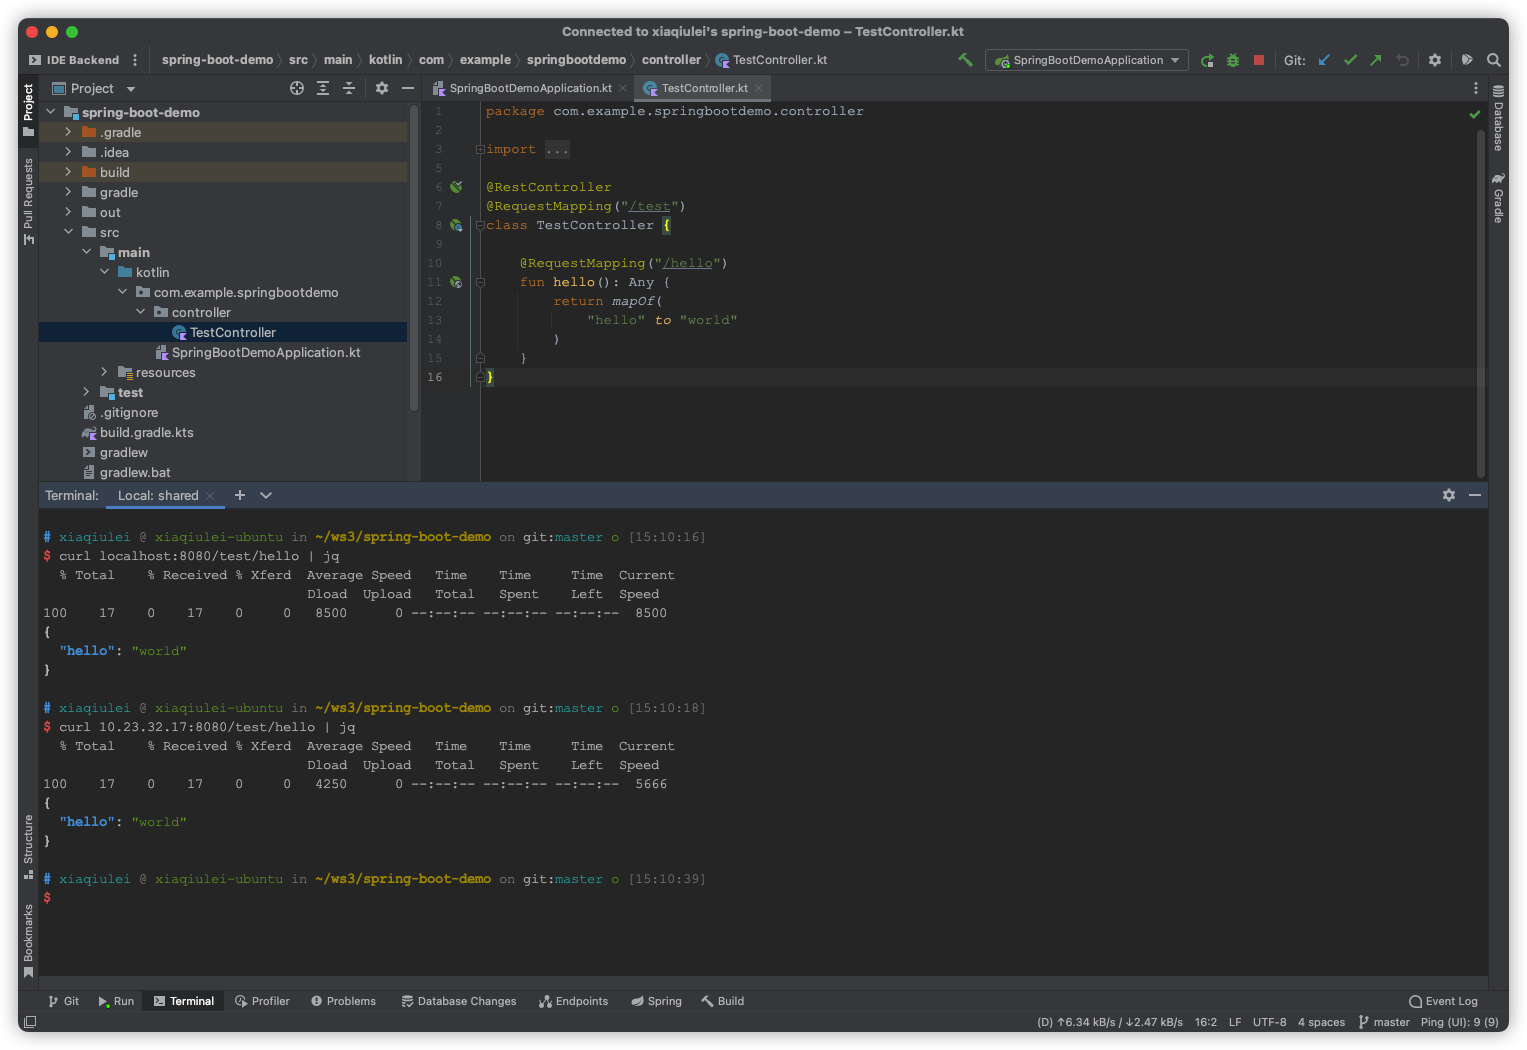 Connected to xiaqiulei's spring-boot-demo – TestController.kt
IDE Backend
spring-boot-demo
src
main
kotlin
com
example
springbootdemo
controller
TestController.kt
SpringBootDemoApplication
Git:
Project
Pull Requests
Structure
Bookmarks
Project
spring-boot-demo
.gradle
.idea
build
gradle
out
src
main
kotlin
com.example.springbootdemo
controller
TestController
SpringBootDemoApplication.kt
resources
test
.gitignore
build.gradle.kts
gradlew
gradlew.bat
SpringBootDemoApplication.kt
TestController.kt
1 package com.example.springbootdemo.controller
2
3 import ...
5
6 @RestController
7 @RequestMapping("/test")
8 class TestController {
9
10 @RequestMapping("/hello")
11 fun hello(): Any {
12 return mapOf(
13 "hello" to "world"
14 )
15 }
16 }
Database
Gradle
Terminal:
Local: shared
# xiaqiulei @ xiaqiulei-ubuntu in ~/ws3/spring-boot-demo on git:master o [15:10:16]
$ curl localhost:8080/test/hello | jq
% Total % Received % Xferd Average Speed Time Time Time Current
Dload Upload Total Spent Left Speed
100 17 0 17 0 0 8500 0 --:--:-- --:--:-- --:--:-- 8500
{
"hello": "world"
}
# xiaqiulei @ xiaqiulei-ubuntu in ~/ws3/spring-boot-demo on git:master o [15:10:18]
$ curl 10.23.32.17:8080/test/hello | jq
% Total % Received % Xferd Average Speed Time Time Time Current
Dload Upload Total Spent Left Speed
100 17 0 17 0 0 4250 0 --:--:-- --:--:-- --:--:-- 5666
{
"hello": "world"
}
# xiaqiulei @ xiaqiulei-ubuntu in ~/ws3/spring-boot-demo on git:master o [15:10:39]
$
Git
Run
Terminal
Profiler
Problems
Database Changes
Endpoints
Spring
Build
Event Log
(D) ↑6.34 kB/s / ↓2.47 kB/s
16:2
LF
UTF-8
4 spaces
master
Ping (UI): 9 (9)